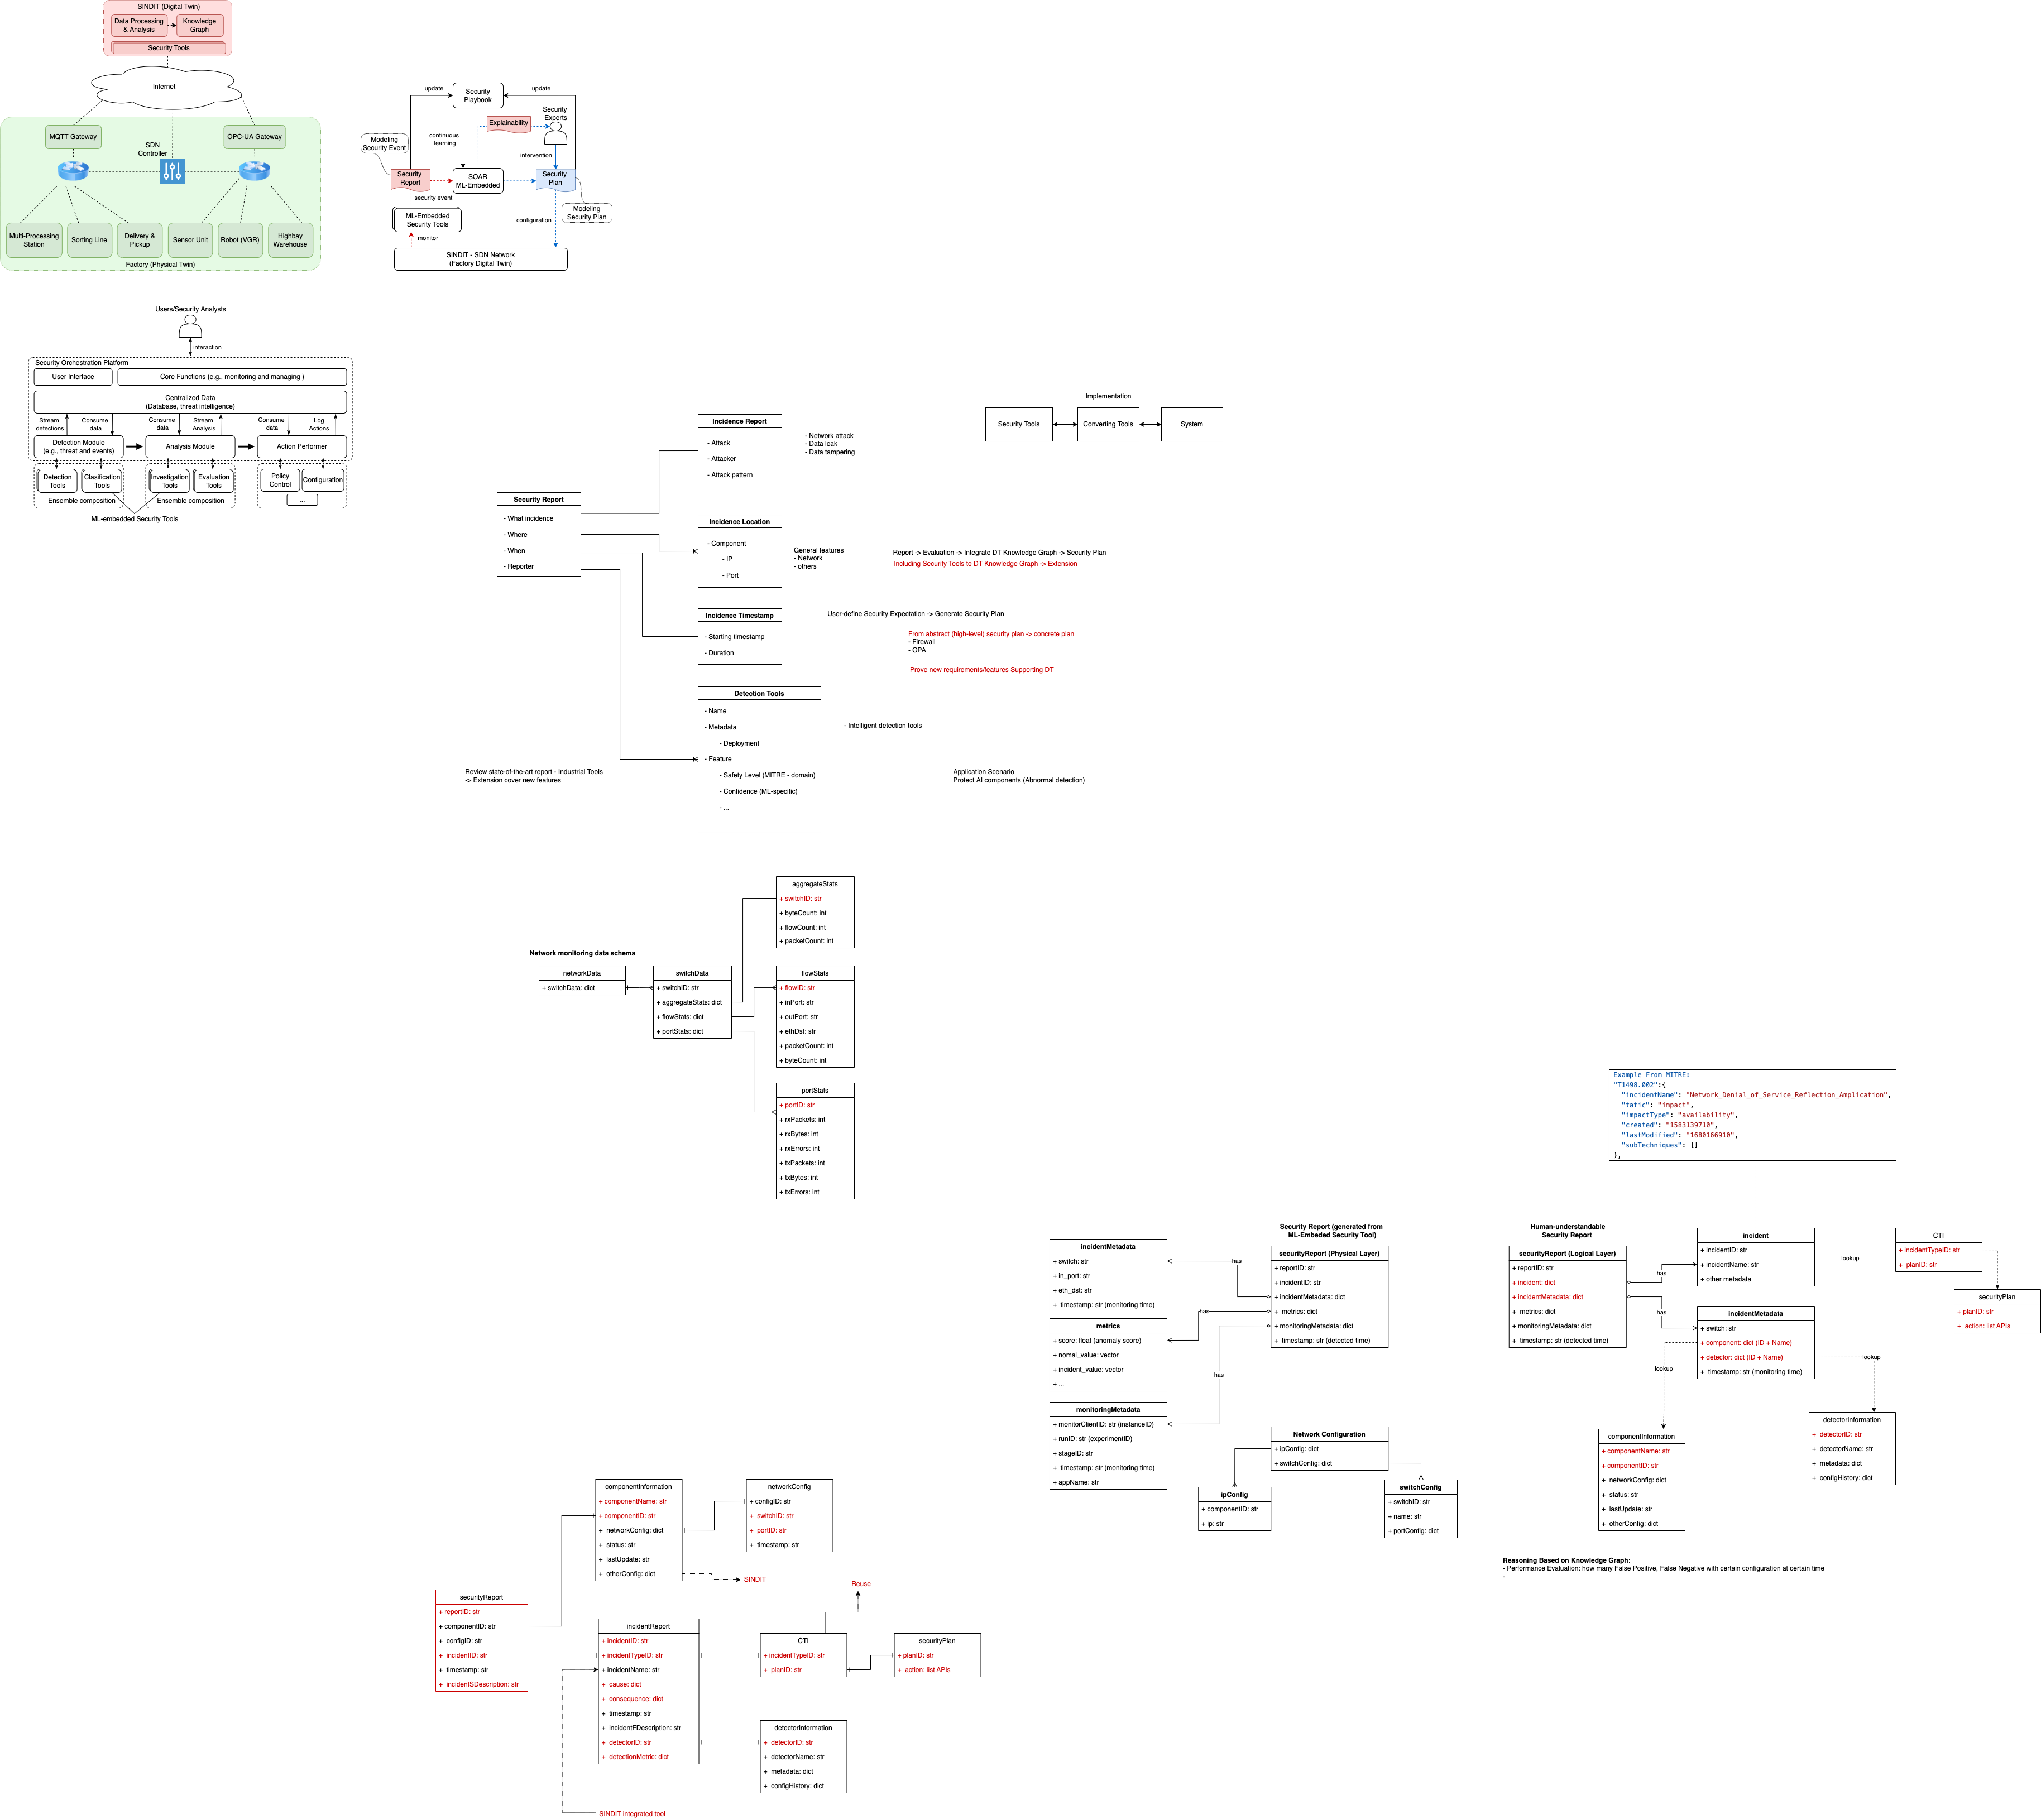 SINDIT (Digital Twin)
Data Processing
& Analysis
Knowledge
Graph
Security Tools
Internet
MQTT Gateway
OPC-UA Gateway
SDN
Controller
Multi-Processing
Station
Sorting Line
Delivery &
Pickup
Sensor Unit
Robot (VGR)
Highbay
Warehouse
Factory (Physical Twin)
update
Security
Playbook
update
Security
Experts
Explainability
continuous
learning
Modeling
Security Event
intervention
Security
Report
SOAR
ML-Embedded
Security
Plan
security event
ML-Embedded
Security Tools
Modeling
Security Plan
configuration
monitor
SINDIT - SDN Network
(Factory Digital Twin)
Users/Security Analysts
interaction
Security Orchestration Platform
User Interface
Core Functions (e.g., monitoring and managing )
Centralized Data
(Database, threat intelligence)
Stream
detections
Consume
data
Consume
data
Stream
Analysis
Consume
data
Log
Actions
Detection Module
(e.g., threat and events)
Analysis Module
Action Performer
Detection
Tools
Clasification
Tools
Investigation
Tools
Evaluation
Tools
Policy
Control
Configuration
...
Ensemble composition
Ensemble composition
ML-embedded Security Tools
Implementation
Security Tools
Converting Tools
System
Security Report
- What incidence
- Where
- When
- Reporter
Incidence Report
- Attack
- Attacker
- Attack pattern
- Network attack
- Data leak
- Data tampering
Incidence Location
- Component
- IP
- Port
General features
- Network
- others
Report -> Evaluation -> Integrate DT Knowledge Graph -> Security Plan
Including Security Tools to DT Knowledge Graph -> Extension
Incidence Timestamp
- Starting timestamp
- Duration
User-define Security Expectation -> Generate Security Plan
From abstract (high-level) security plan -> concrete plan
- Firewall
- OPA
Prove new requirements/features Supporting DT
Detection Tools
- Name
- Metadata
- Deployment
- Feature
- Safety Level (MITRE - domain)
- Confidence (ML-specific)
- ...
- Intelligent detection tools
Review state-of-the-art report - Industrial Tools
-> Extension cover new features
Application Scenario
Protect AI components (Abnormal detection)
Network monitoring data schema
networkData
+ switchData: dict
switchData
+ switchID: str
+ aggregateStats: dict
+ flowStats: dict
+ portStats: dict
aggregateStats
+ switchID: str
+ byteCount: int
+ flowCount: int
+ packetCount: int
flowStats
+ flowID: str
+ inPort: str
+ outPort: str
+ ethDst: str
+ packetCount: int
+ byteCount: int
portStats
+ portID: str
+ rxPackets: int
+ rxBytes: int
+ rxErrors: int
+ txPackets: int
+ txBytes: int
+ txErrors: int
Example From MITRE:
"T1498.002":{
"incidentName": "Network_Denial_of_Service_Reflection_Amplication",
"tatic": "impact",
"impactType": "availability",
"created": "1583139710",
"lastModified": "1680166910",
"subTechniques": []
},
Security Report (generated from
ML-Embeded Security Tool)
securityReport (Physical Layer)
+ reportID: str
+ incidentID: str
+ incidentMetadata: dict
+ metrics: dict
+ monitoringMetadata: dict
+ timestamp: str (detected time)
incidentMetadata
+ switch: str
+ in_port: str
+ eth_dst: str
+ timestamp: str (monitoring time)
has
has
has
metrics
+ score: float (anomaly score)
+ nomal_value: vector
+ incident_value: vector
+ ...
monitoringMetadata
+ monitorClientID: str (instanceID)
+ runID: str (experimentID)
+ stageID: str
+ timestamp: str (monitoring time)
+ appName: str
Network Configuration
+ ipConfig: dict
+ switchConfig: dict
ipConfig
+ componentID: str
+ ip: str
switchConfig
+ switchID: str
+ name: str
+ portConfig: dict
Human-understandable
Security Report
securityReport (Logical Layer)
+ reportID: str
+ incident: dict
+ incidentMetadata: dict
+ metrics: dict
+ monitoringMetadata: dict
+ timestamp: str (detected time)
has
has
incident
+ incidentID: str
+ incidentName: str
+ other metadata
lookup
CTI
+ incidentTypeID: str
+ planID: str
securityPlan
+ planID: str
+ action: list APIs
incidentMetadata
+ switch: str
+ component: dict (ID + Name)
+ detector: dict (ID + Name)
+ timestamp: str (monitoring time)
lookup
lookup
componentInformation
+ componentName: str
+ componentID: str
+ networkConfig: dict
+ status: str
+ lastUpdate: str
+ otherConfig: dict
detectorInformation
+ detectorID: str
+ detectorName: str
+ metadata: dict
+ configHistory: dict
Reasoning Based on Knowledge Graph:
- Performance Evaluation: how many False Positive, False Negative with certain configuration at certain time
-
componentInformation
+ componentName: str
+ componentID: str
+ networkConfig: dict
+ status: str
+ lastUpdate: str
+ otherConfig: dict
networkConfig
+ configID: str
+ switchID: str
+ portID: str
+ timestamp: str
SINDIT
Reuse
securityReport
+ reportID: str
+ componentID: str
+ configID: str
+ incidentID: str
+ timestamp: str
+ incidentSDescription: str
incidentReport
+ incidentID: str
+ incidentTypeID: str
+ incidentName: str
+ cause: dict
+ consequence: dict
+ timestamp: str
+ incidentFDescription: str
+ detectorID: str
+ detectionMetric: dict
CTI
+ incidentTypeID: str
+ planID: str
securityPlan
+ planID: str
+ action: list APIs
detectorInformation
+ detectorID: str
+ detectorName: str
+ metadata: dict
+ configHistory: dict
SINDIT integrated tool